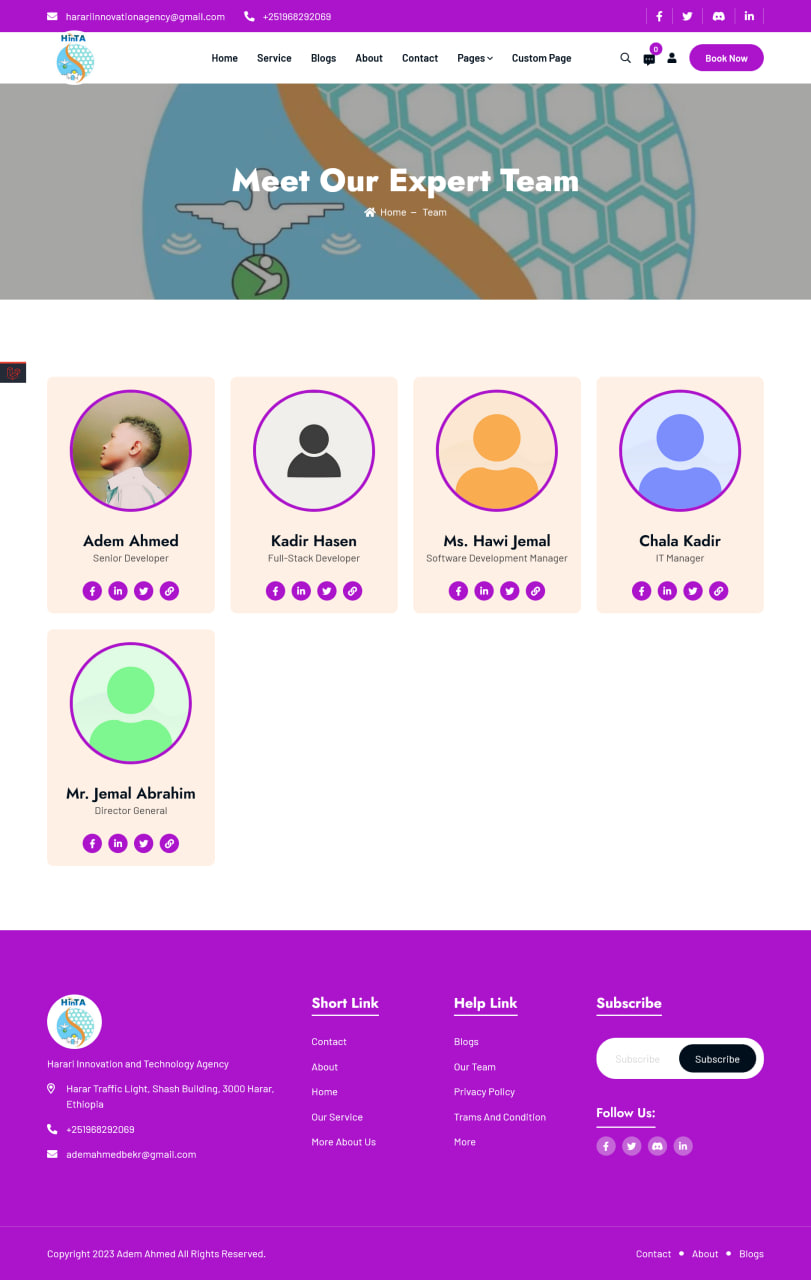 harariinnovationagency@gmail.com +251968292069
HinTA
Home Service Blogs About Contact Pages Custom Page 0 Book Now
Meet Our Expert Team
Home – Team
Adem Ahmed
Senior Developer
Kadir Hasen
Full-Stack Developer
Ms. Hawi Jemal
Software Development Manager
Chala Kadir
IT Manager
Mr. Jemal Abrahim
Director General
HinTA
Harari Innovation and Technology Agency
Harar Traffic Light, Shash Building, 3000 Harar,
Ethiopia
+251968292069
ademahmedbekr@gmail.com
Short Link
Contact
About
Home
Our Service
More About Us
Help Link
Blogs
Our Team
Privacy Policy
Trams And Condition
More
Subscribe
Subscribe Subscribe
Follow Us:
Copyright 2023 Adem Ahmed All Rights Reserved.
Contact • About • Blogs